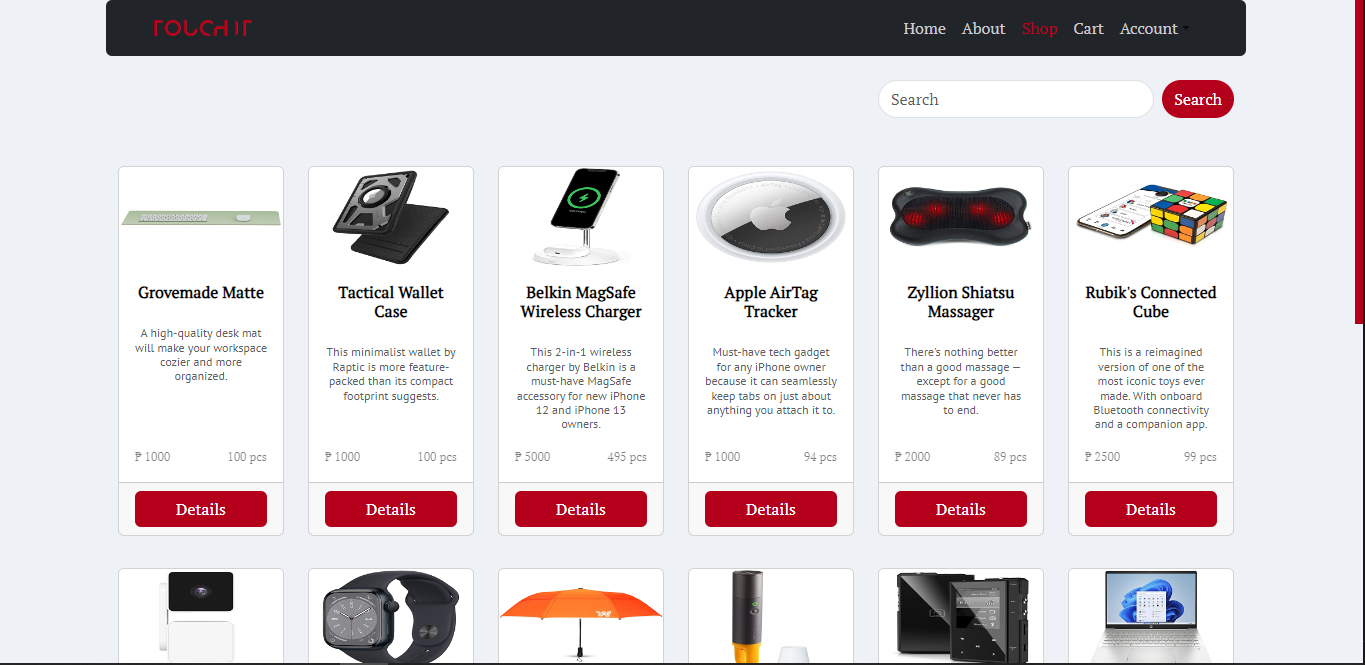 TOUCH IT
Home About Shop Cart Account
Search Search
Grovemade Matte
A high-quality desk mat
will make your workspace
cozier and more
organized.
₱ 1000 100 pcs
Details
Tactical Wallet
Case
This minimalist wallet by
Raptic is more feature-
packed than its compact
footprint suggests.
₱ 1000 100 pcs
Details
Belkin MagSafe
Wireless Charger
This 2-in-1 wireless
charger by Belkin is a
must-have MagSafe
accessory for new iPhone
12 and iPhone 13
owners.
₱ 5000 495 pcs
Details
Apple AirTag
Tracker
Must-have tech gadget
for any iPhone owner
because it can seamlessly
keep tabs on just about
anything you attach it to.
₱ 1000 94 pcs
Details
Zyllion Shiatsu
Massager
There's nothing better
than a good massage —
except for a good
massage that never has
to end.
₱ 2000 89 pcs
Details
Rubik's Connected
Cube
This is a reimagined
version of one of the
most iconic toys ever
made. With onboard
Bluetooth connectivity
and a companion app.
₱ 2500 99 pcs
Details